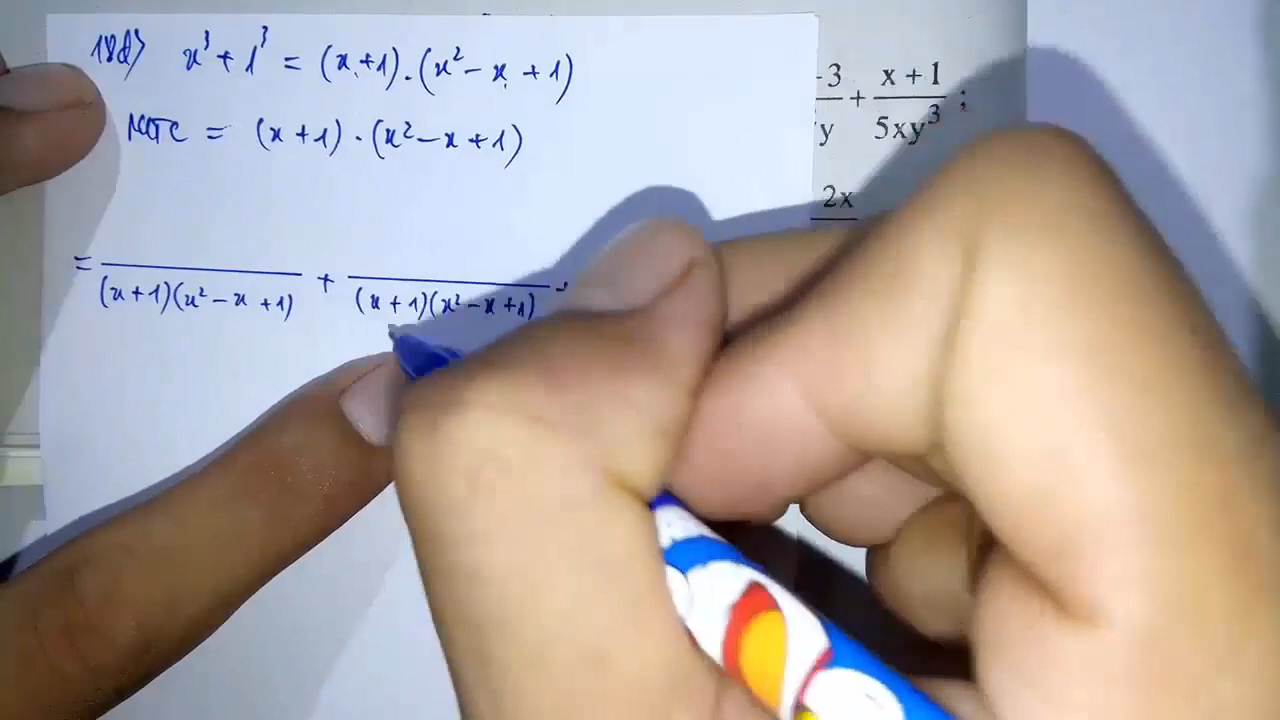 18d) x³ + 1³ = (x + 1) . (x² - x + 1)
MTC = (x + 1) . (x² - x + 1)
= ⎯ / (x + 1)(x² - x + 1) + ⎯ / (x + 1)(x² - x + 1)
-3 / y + x + 1 / 5xy³ ;
2x